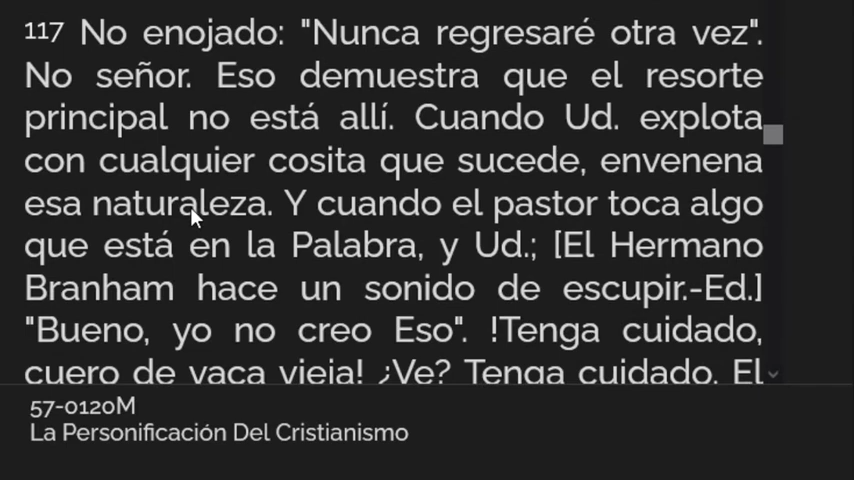 117 No enojado: "Nunca regresaré otra vez".
No señor. Eso demuestra que el resorte
principal no está allí. Cuando Ud. explota
con cualquier cosita que sucede, envenena
esa naturaleza. Y cuando el pastor toca algo
que está en la Palabra, y Ud.; [El Hermano
Branham hace un sonido de escupir.-Ed.]
"Bueno, yo no creo Eso". !Tenga cuidado,
cuero de vaca vieja! ¿Ve? Tenga cuidado. El
57-0120M
La Personificación Del Cristianismo